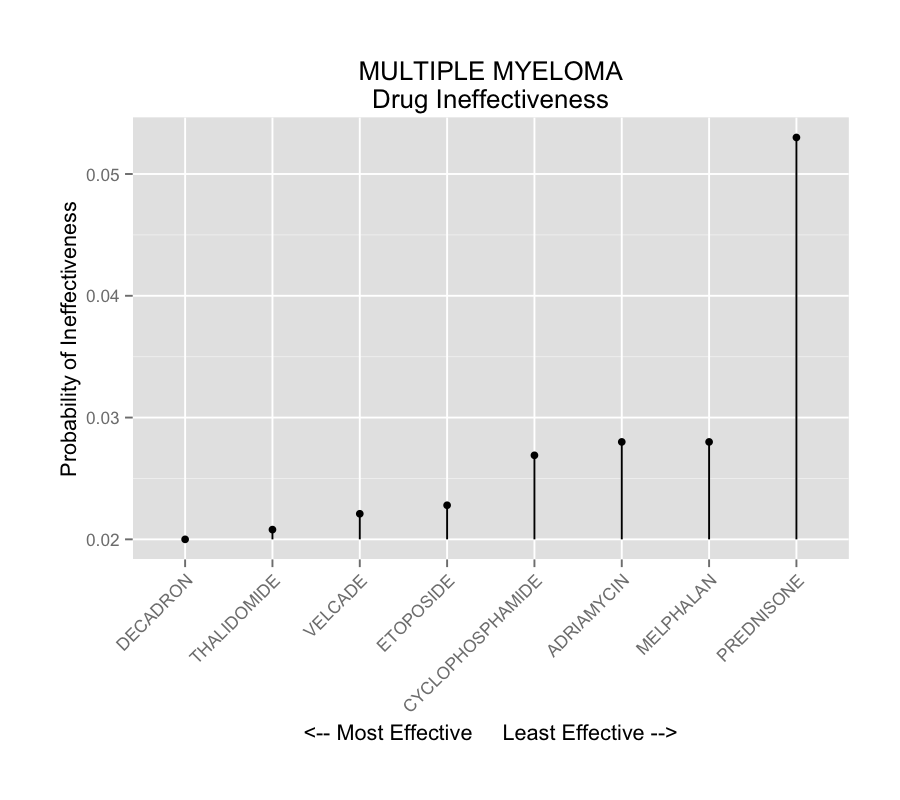 MULTIPLE MYELOMA
Drug Ineffectiveness
Probability of Ineffectiveness
0.05
0.04
0.03
0.02
DECADRON
THALIDOMIDE
VELCADE
ETOPOSIDE
CYCLOPHOSPHAMIDE
ADRIAMYCIN
MELPHALAN
PREDNISONE
<-- Most Effective     Least Effective -->